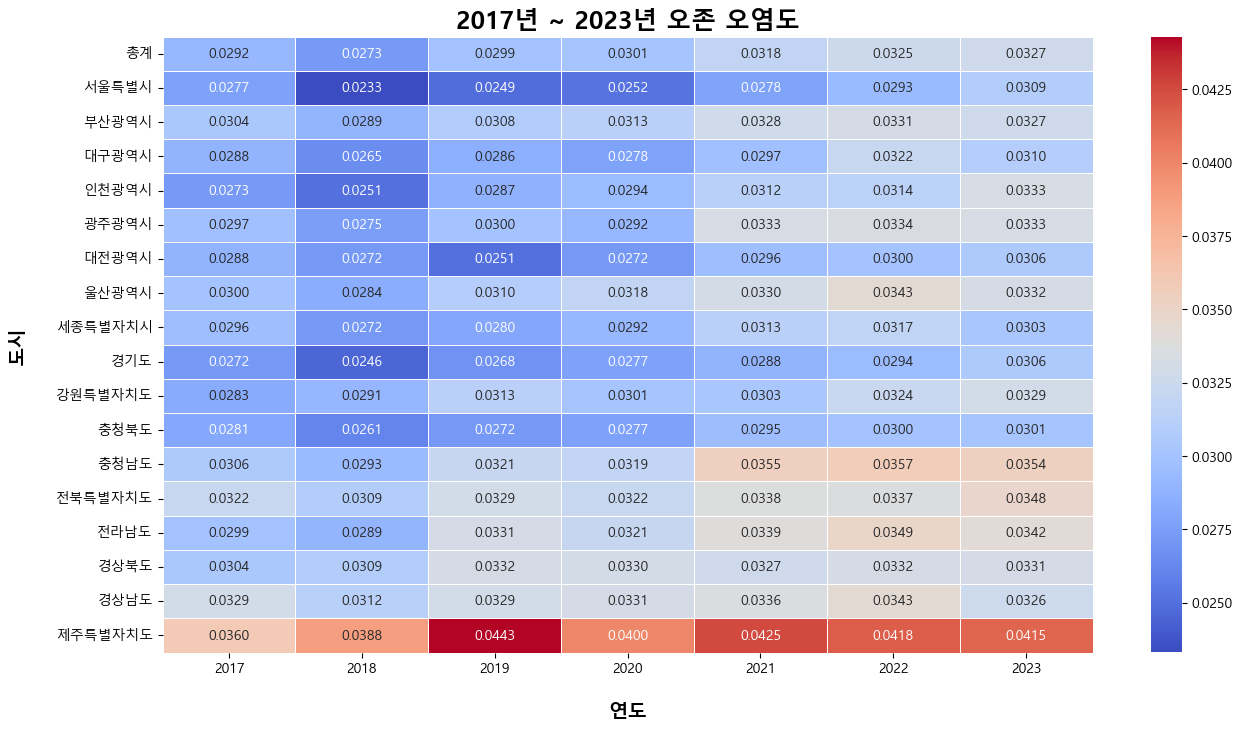 2017년 ~ 2023년 오존 오염도
총계 0.0292 0.0273 0.0299 0.0301 0.0318 0.0325 0.0327
서울특별시 0.0277 0.0233 0.0249 0.0252 0.0278 0.0293 0.0309
부산광역시 0.0304 0.0289 0.0308 0.0313 0.0328 0.0331 0.0327
대구광역시 0.0288 0.0265 0.0286 0.0278 0.0297 0.0322 0.0310
인천광역시 0.0273 0.0251 0.0287 0.0294 0.0312 0.0314 0.0333
광주광역시 0.0297 0.0275 0.0300 0.0292 0.0333 0.0334 0.0333
대전광역시 0.0288 0.0272 0.0251 0.0272 0.0296 0.0300 0.0306
울산광역시 0.0300 0.0284 0.0310 0.0318 0.0330 0.0343 0.0332
세종특별자치시 0.0296 0.0272 0.0280 0.0292 0.0313 0.0317 0.0303
경기도 0.0272 0.0246 0.0268 0.0277 0.0288 0.0294 0.0306
강원특별자치도 0.0283 0.0291 0.0313 0.0301 0.0303 0.0324 0.0329
충청북도 0.0281 0.0261 0.0272 0.0277 0.0295 0.0300 0.0301
충청남도 0.0306 0.0293 0.0321 0.0319 0.0355 0.0357 0.0354
전북특별자치도 0.0322 0.0309 0.0329 0.0322 0.0338 0.0337 0.0348
전라남도 0.0299 0.0289 0.0331 0.0321 0.0339 0.0349 0.0342
경상북도 0.0304 0.0309 0.0332 0.0330 0.0327 0.0332 0.0331
경상남도 0.0329 0.0312 0.0329 0.0331 0.0336 0.0343 0.0326
제주특별자치도 0.0360 0.0388 0.0443 0.0400 0.0425 0.0418 0.0415
2017 2018 2019 2020 2021 2022 2023
연도
도시
0.0425
0.0400
0.0375
0.0350
0.0325
0.0300
0.0275
0.0250